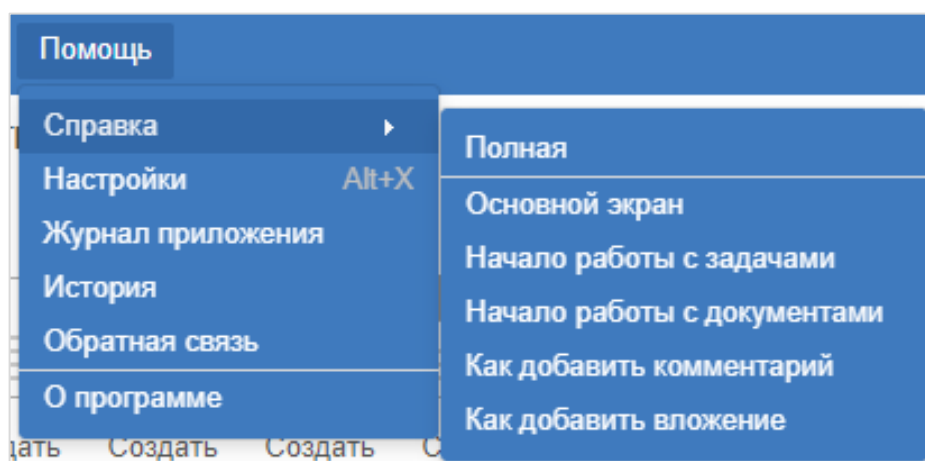 Помощь
Справка
Настройки Alt+X
Журнал приложения
История
Обратная связь
О программе
Полная
Основной экран
Начало работы с задачами
Начало работы с документами
Как добавить комментарий
Как добавить вложение
Создать Создать